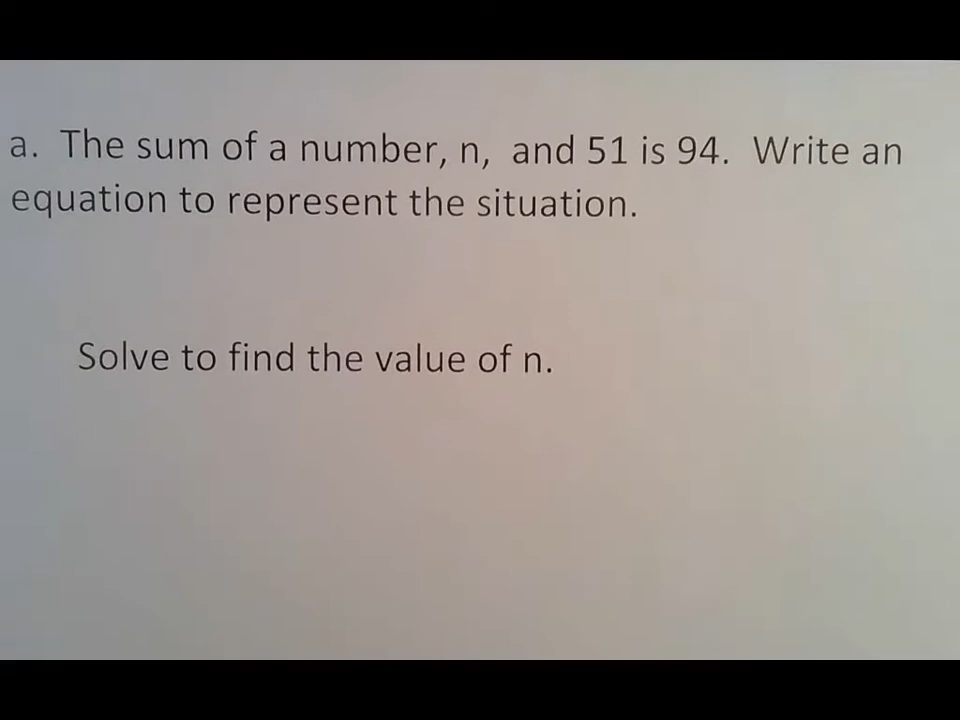 a. The sum of a number, n, and 51 is 94. Write an
equation to represent the situation.
Solve to find the value of n.